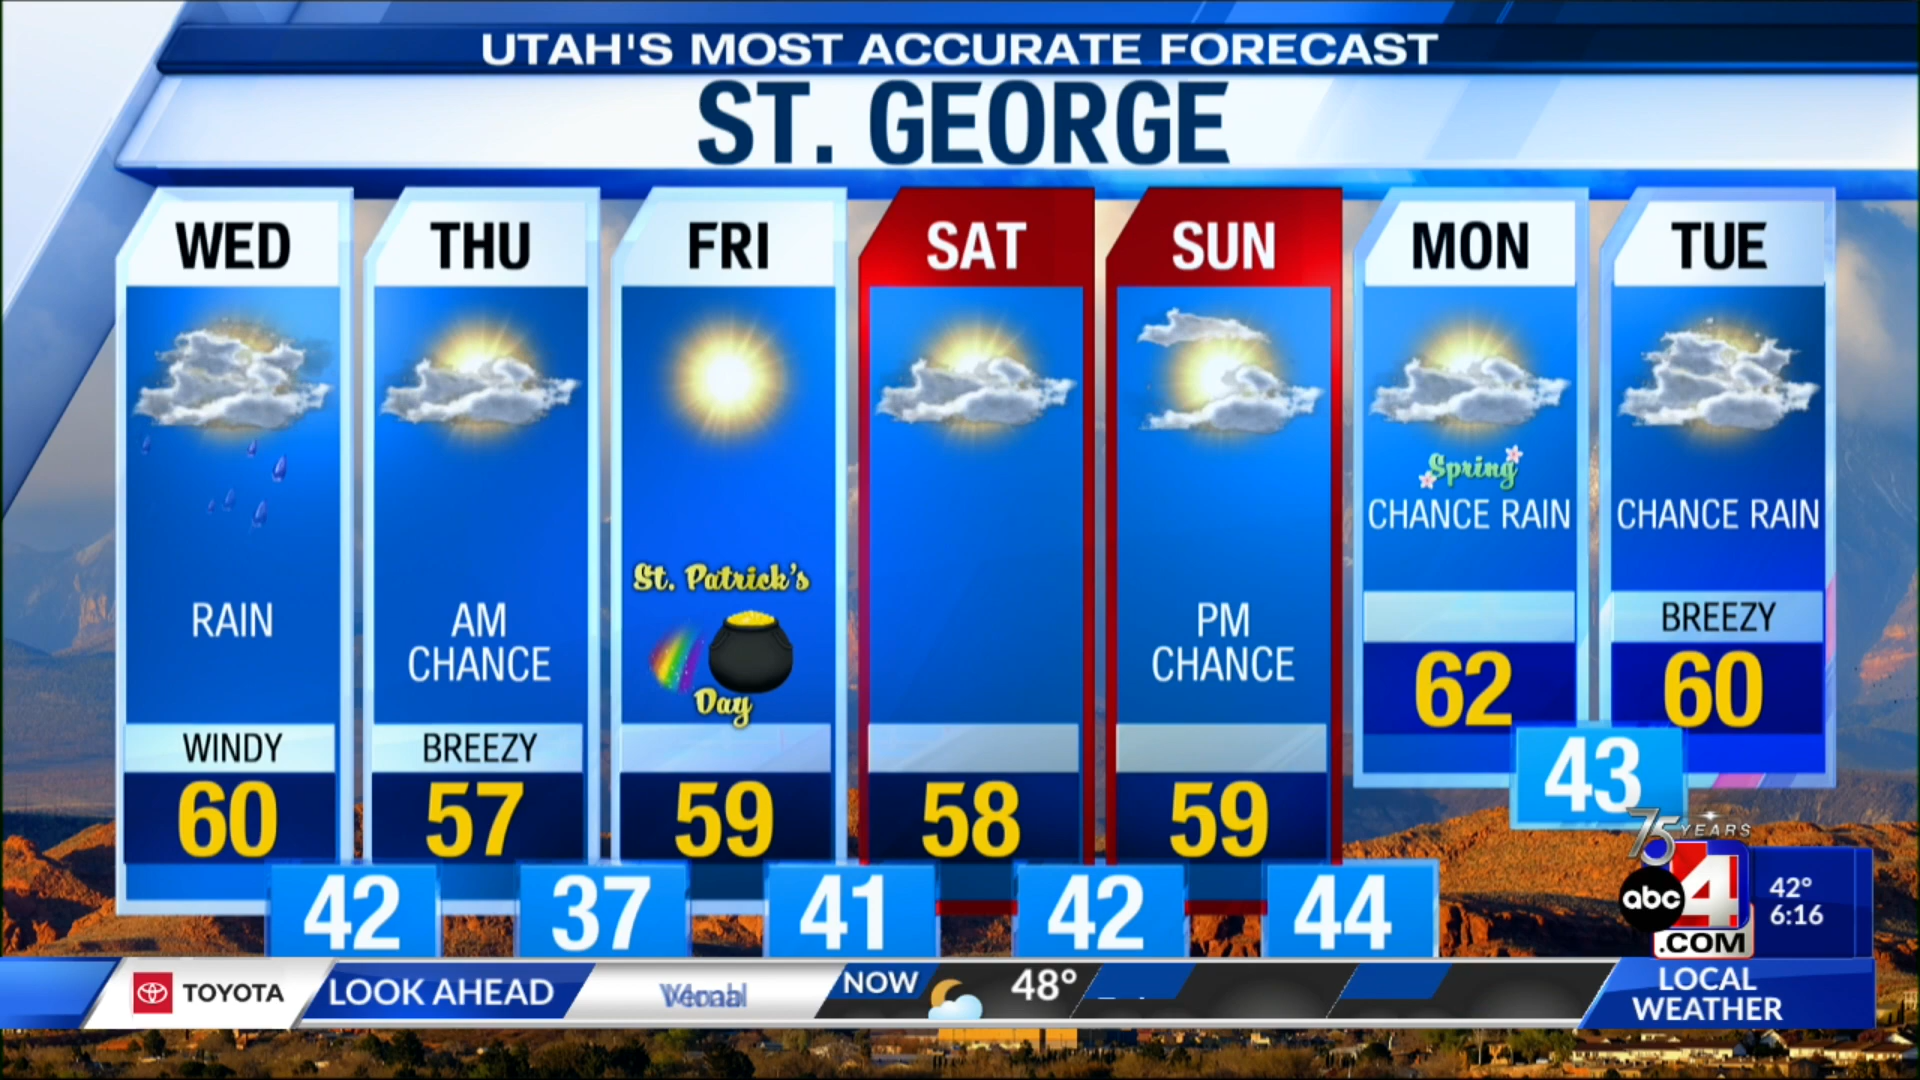 UTAH'S MOST ACCURATE FORECAST
ST. GEORGE
WED
THU
FRI
SAT
SUN
MON
TUE
RAIN
WINDY
60
AM
CHANCE
BREEZY
57
St. Patrick's
Day
59
58
PM
CHANCE
59
Spring
CHANCE RAIN
62
CHANCE RAIN
BREEZY
60
42
37
41
42
44
43
75 YEARS
abc
4
.COM
42°
6:16
TOYOTA
LOOK AHEAD
NOW
48°
LOCAL
WEATHER